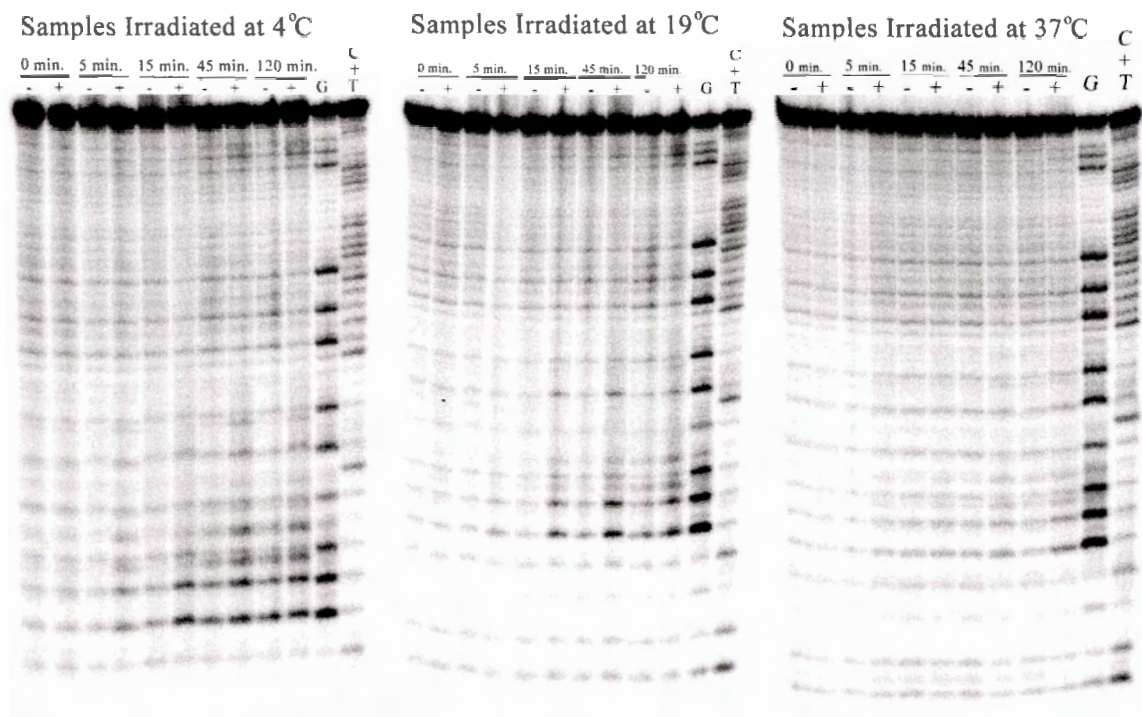 Samples Irradiated at 4°C
0 min. 5 min. 15 min. 45 min. 120 min. C + T
- + - + - + - + - + G
Samples Irradiated at 19°C
0 min. 5 min. 15 min. 45 min. 120 min. C + T
- + - + - + - + - + G
Samples Irradiated at 37°C
0 min. 5 min. 15 min. 45 min. 120 min. C + T
- + - + - + - + - + G